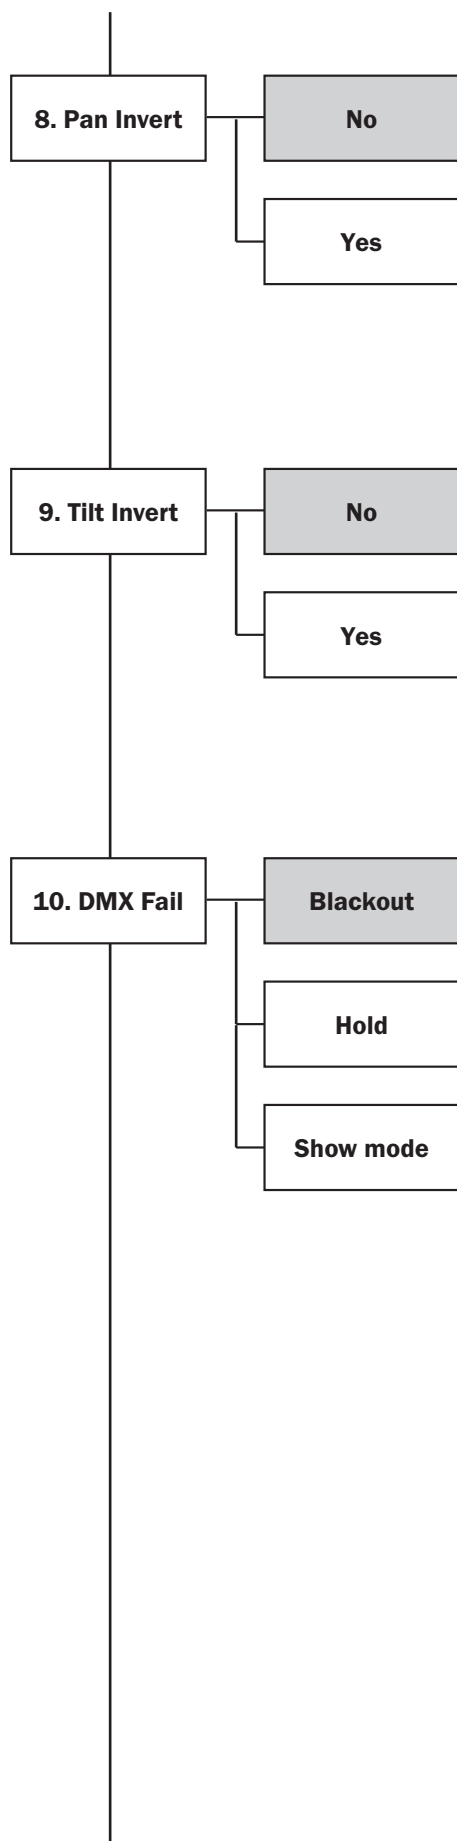 8. Pan Invert
No
Yes
9. Tilt Invert
No
Yes
10. DMX Fail
Blackout
Hold
Show mode